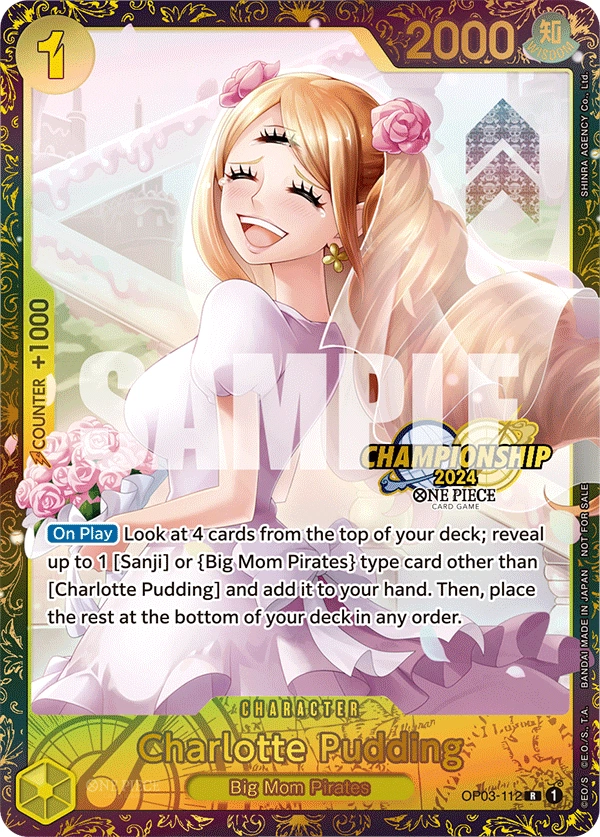 1
2000
知
WISDOM
SHINRA AGENCY Co., Ltd.
COUNTER +1000
SAMPLE
CHAMPIONSHIP
2024
ONE PIECE
CARD GAME
On Play Look at 4 cards from the top of your deck; reveal
up to 1 [Sanji] or {Big Mom Pirates} type card other than
[Charlotte Pudding] and add it to your hand. Then, place
the rest at the bottom of your deck in any order.
©E.O/S ©E.O./S., T.A. BANDAI MADE IN JAPAN NOT FOR SALE
CHARACTER
Charlotte Pudding
ONE PIECE
Big Mom Pirates
OP03-112 R 1